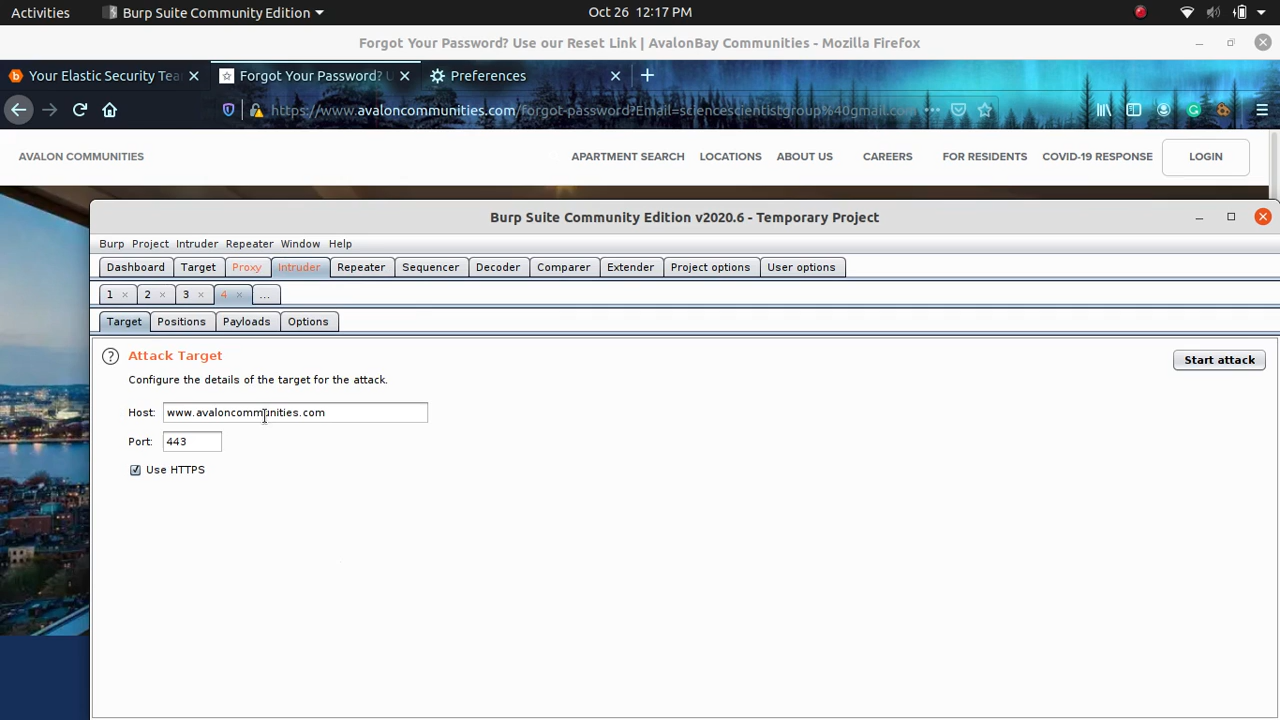 Activities Burp Suite Community Edition Oct 26 12:17 PM
Forgot Your Password? Use our Reset Link | AvalonBay Communities - Mozilla Firefox
Your Elastic Security Tea × Forgot Your Password? U × Preferences × +
https://www.avaloncommunities.com/forgot-password?Email=sciencescientistgroup%40gmail.com
AVALON COMMUNITIES APARTMENT SEARCH LOCATIONS ABOUT US CAREERS FOR RESIDENTS COVID-19 RESPONSE LOGIN
Burp Suite Community Edition v2020.6 - Temporary Project
Burp Project Intruder Repeater Window Help
Dashboard Target Proxy Intruder Repeater Sequencer Decoder Comparer Extender Project options User options
1 × 2 × 3 × 4 × ...
Target Positions Payloads Options
? Attack Target Start attack
Configure the details of the target for the attack.
Host: www.avaloncommunities.com
Port: 443
Use HTTPS